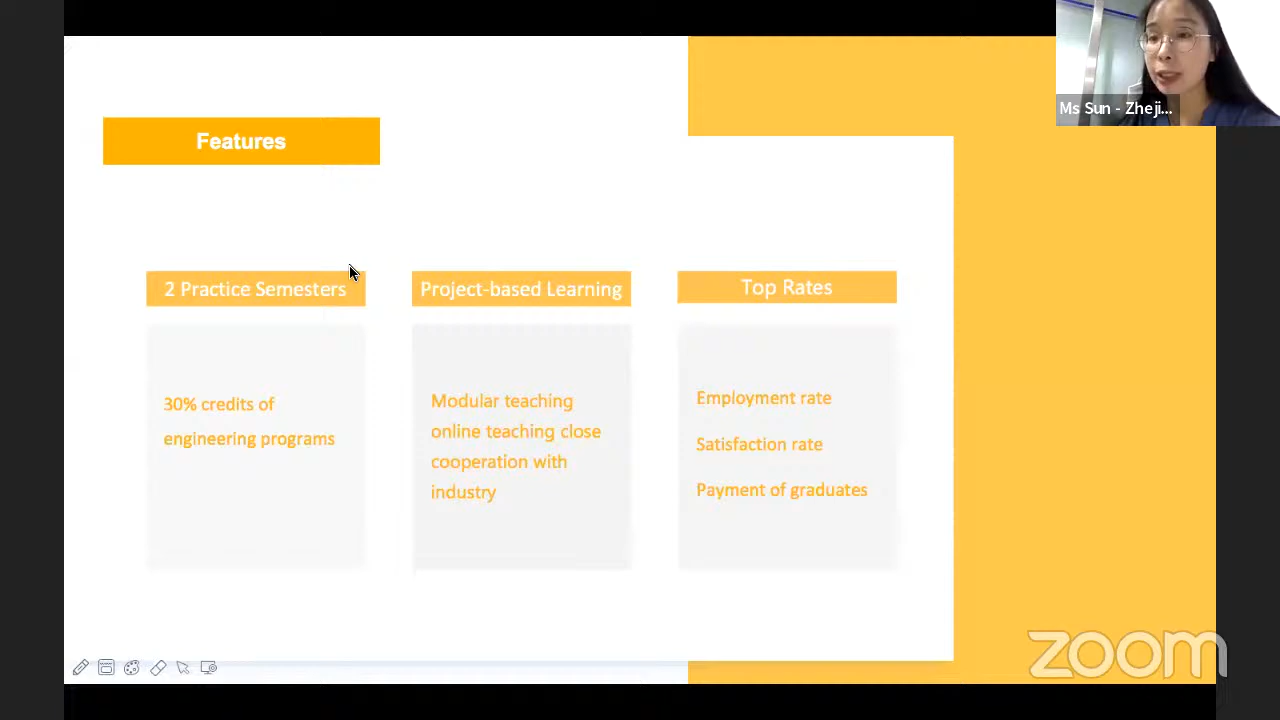 Ms Sun - Zheji...
Features
2 Practice Semesters
30% credits of
engineering programs
Project-based Learning
Modular teaching
online teaching close
cooperation with
industry
Top Rates
Employment rate
Satisfaction rate
Payment of graduates
zoom